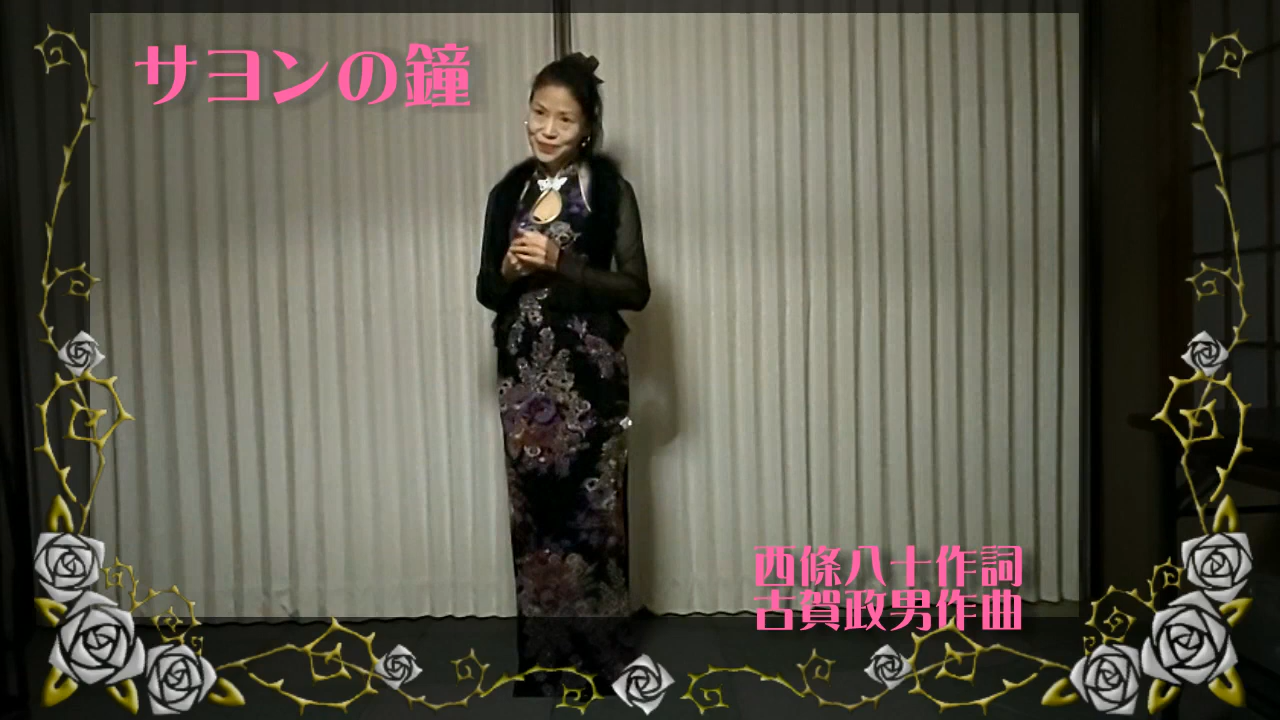 サヨンの鐘
西條八十作詞
古賀政男作曲